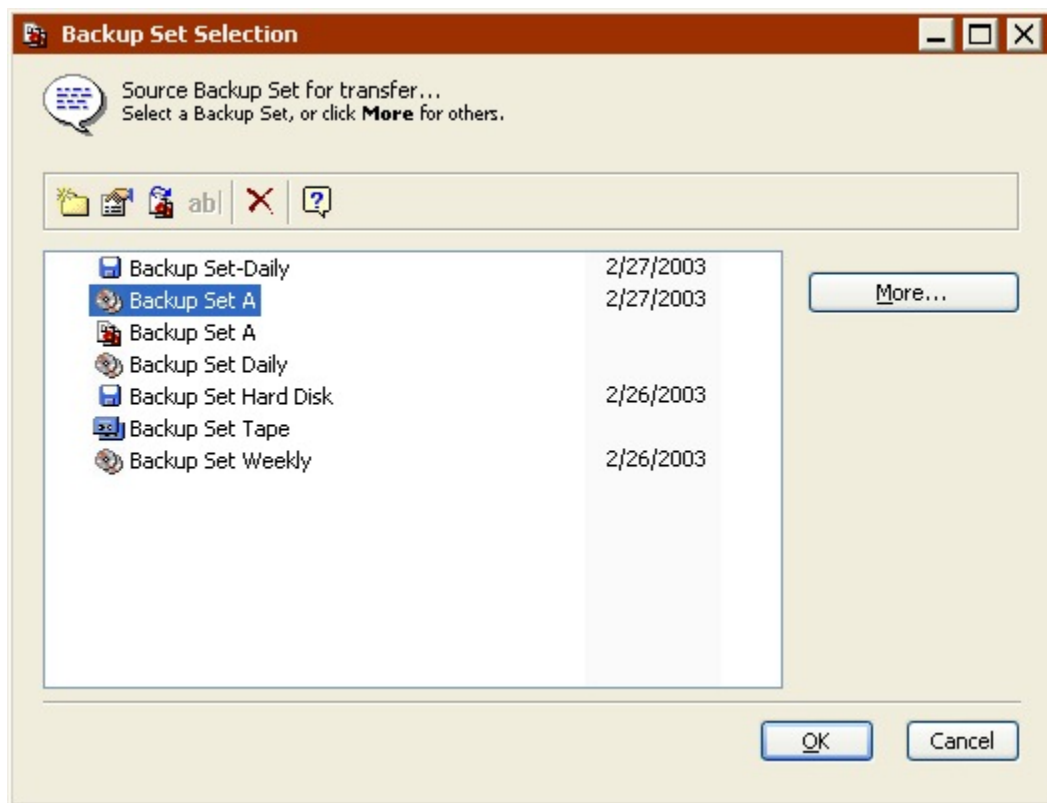 Backup Set Selection
Source Backup Set for transfer...
Select a Backup Set, or click More for others.
ab|
Backup Set-Daily 2/27/2003
Backup Set A 2/27/2003
Backup Set A
Backup Set Daily
Backup Set Hard Disk 2/26/2003
Backup Set Tape
Backup Set Weekly 2/26/2003
More...
OK Cancel